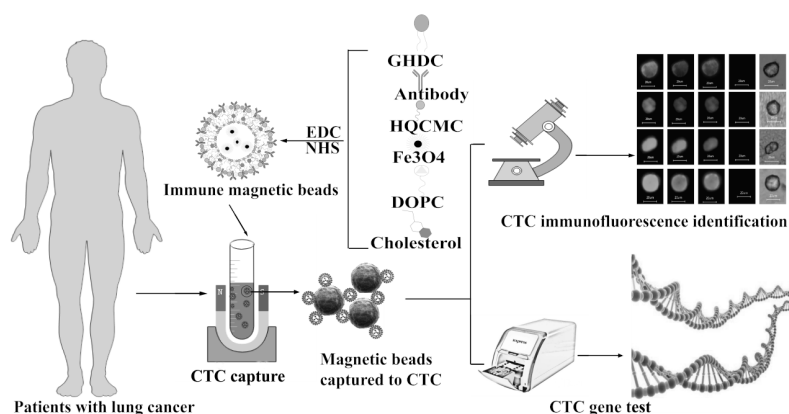 GHDC
Antibody
HQCMC
Fe3O4
DOPC
Cholesterol
EDC
NHS
Immune magnetic beads
CTC immunofluorescence identification
N
CTC capture
Magnetic beads
captured to CTC
Patients with lung cancer
CTC gene test